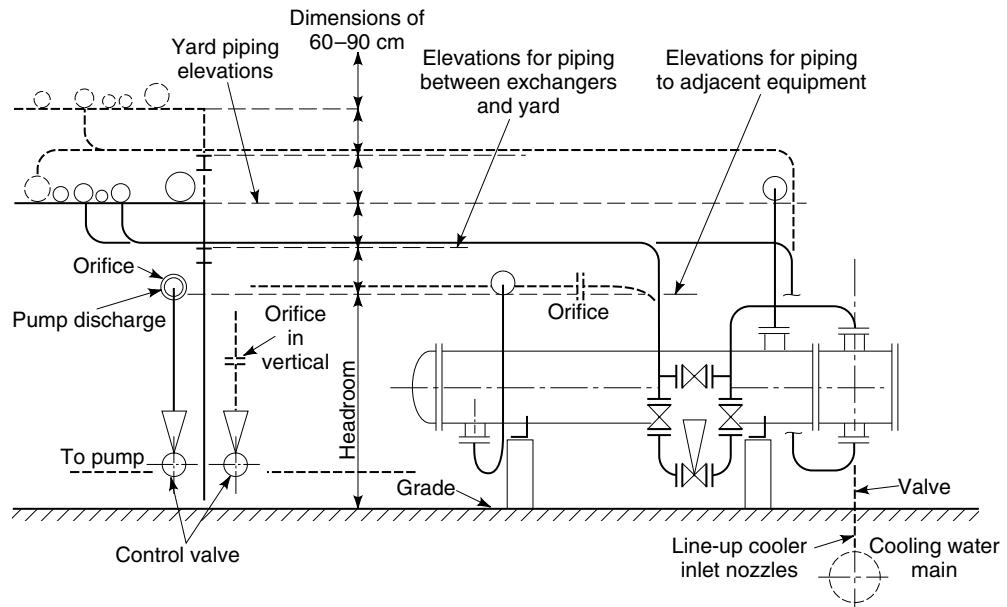 Dimensions of
60–90 cm
Yard piping
elevations
Elevations for piping
between exchangers
and yard
Elevations for piping
to adjacent equipment
Orifice
Pump discharge
Orifice
in
vertical
Orifice
Headroom
To pump
Grade
Control valve
Valve
Line-up cooler
inlet nozzles
Cooling water
main